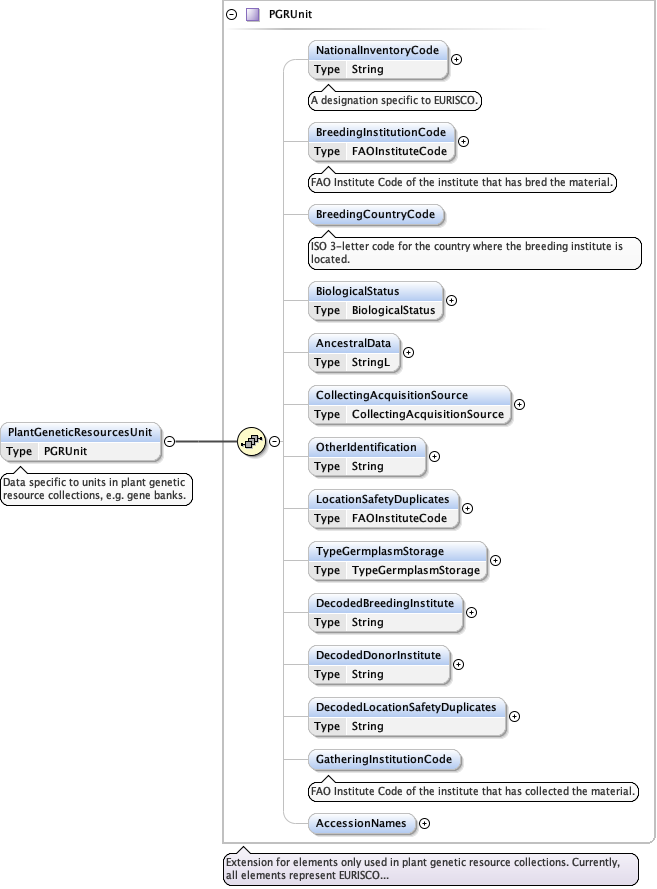 PGRUnit
NationalInventoryCode
Type String
A designation specific to EURISCO.
BreedingInstitutionCode
Type FAOInstituteCode
FAO Institute Code of the institute that has bred the material.
BreedingCountryCode
ISO 3-letter code for the country where the breeding institute is
located.
BiologicalStatus
Type BiologicalStatus
AncestralData
Type StringL
CollectingAcquisitionSource
Type CollectingAcquisitionSource
PlantGeneticResourcesUnit
Type PGRUnit
Data specific to units in plant genetic
resource collections, e.g. gene banks.
OtherIdentification
Type String
LocationSafetyDuplicates
Type FAOInstituteCode
TypeGermplasmStorage
Type TypeGermplasmStorage
DecodedBreedingInstitute
Type String
DecodedDonorInstitute
Type String
DecodedLocationSafetyDuplicates
Type String
GatheringInstitutionCode
FAO Institute Code of the institute that has collected the material.
AccessionNames
Extension for elements only used in plant genetic resource collections. Currently,
all elements represent EURISCO...